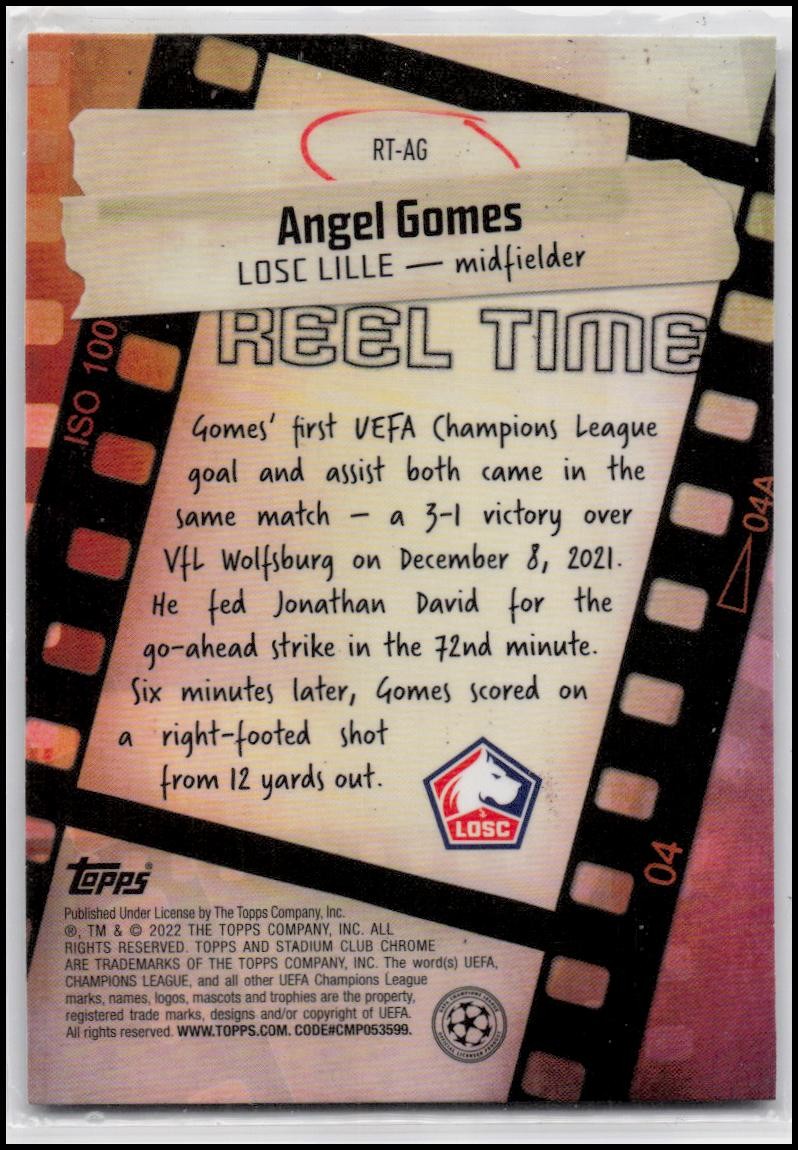 RT-AG
Angel Gomes
LOSC LILLE — midfielder
REEL TIME
ISO 100
04A
Gomes' first UEFA Champions League
goal and assist both came in the
same match – a 3-1 victory over
VfL Wolfsburg on December 8, 2021.
He fed Jonathan David for the
go-ahead strike in the 72nd minute.
Six minutes later, Gomes scored on
a right-footed shot
from 12 yards out.
LOSC
04
topps®
Published Under License by The Topps Company, Inc.
®, TM & © 2022 THE TOPPS COMPANY, INC. ALL
RIGHTS RESERVED. TOPPS AND STADIUM CLUB CHROME
ARE TRADEMARKS OF THE TOPPS COMPANY, INC. The word(s) UEFA,
CHAMPIONS LEAGUE, and all other UEFA Champions League
marks, names, logos, mascots and trophies are the property,
registered trade marks, designs and/or copyright of UEFA.
All rights reserved. WWW.TOPPS.COM. CODE#CMP053599.
UEFA CHAMPIONS LEAGUE
OFFICIAL LICENSED PRODUCT